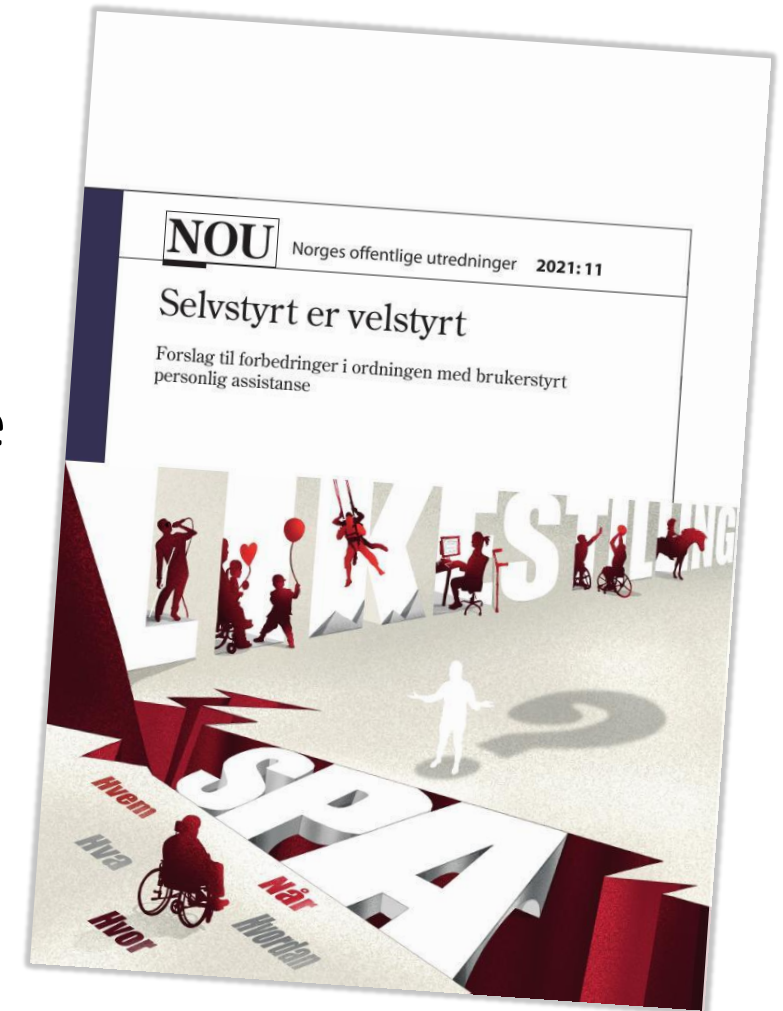 NOU Norges offentlige utredninger 2021: 11
Selvstyrt er velstyrt
Forslag til forbedringer i ordningen med brukerstyrt
personlig assistanse
LIKESTILLING
SPA
Hvem
Hva
Hvor
Når
Hvordan
e